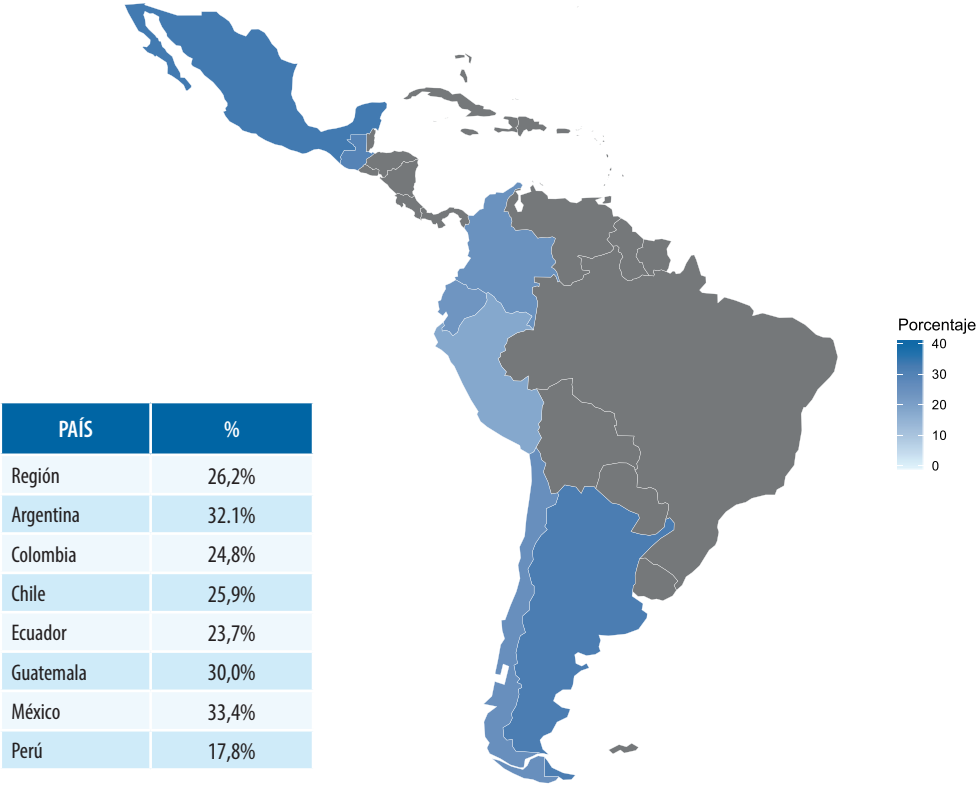 Porcentaje
40
30
20
10
0
PAÍS %
Región 26,2%
Argentina 32.1%
Colombia 24,8%
Chile 25,9%
Ecuador 23,7%
Guatemala 30,0%
México 33,4%
Perú 17,8%